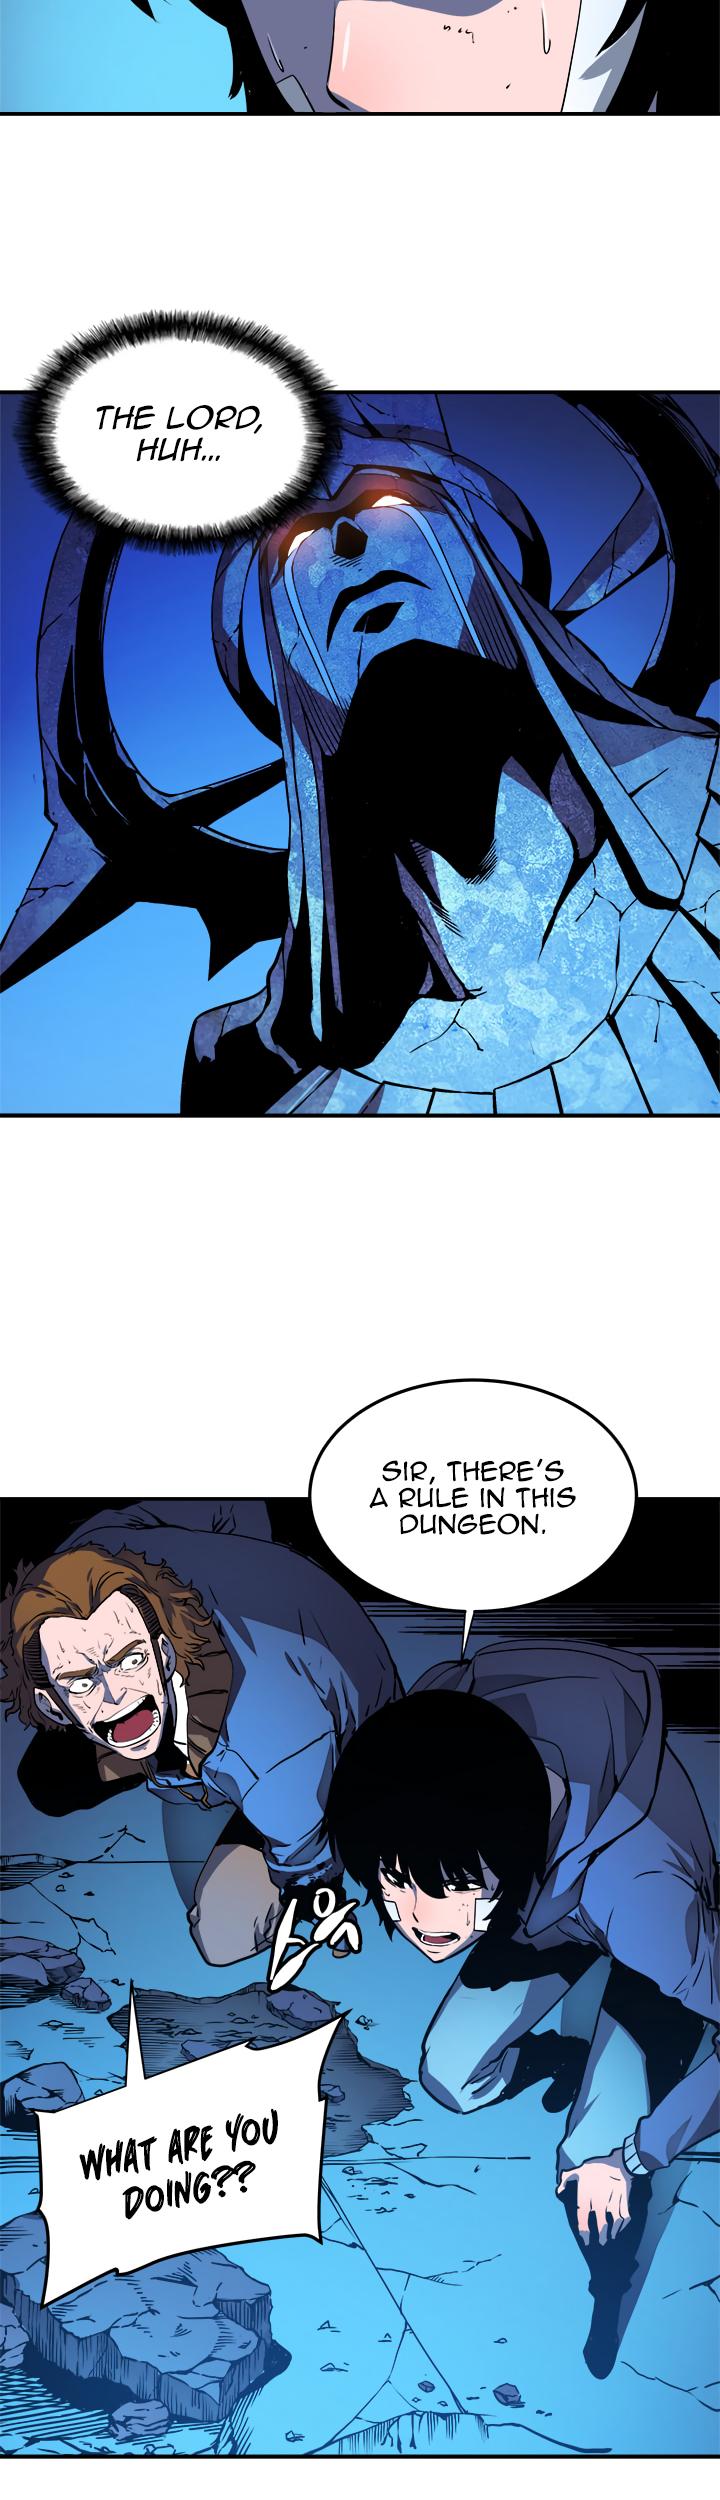 THE LORD,
HUH...
SIR, THERE'S
A RULE IN THIS
DUNGEON.
WHAT ARE YOU
DOING??